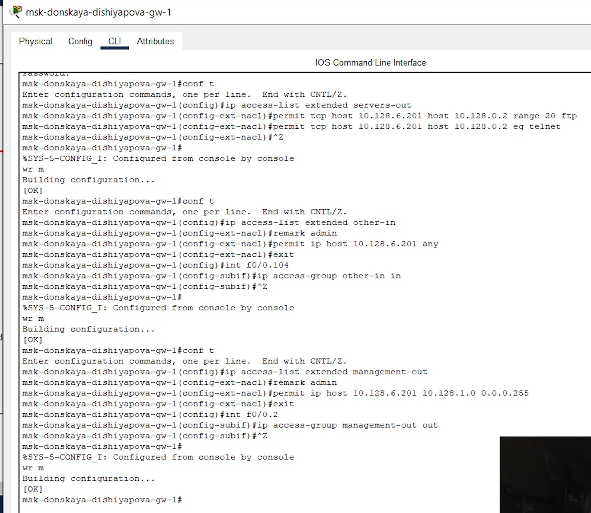 msk-donskaya-dishiyapova-gw-1
Physical Config CLI Attributes
IOS Command Line Interface
Password:
msk-donskaya-dishiyapova-gw-1#conf t
Enter configuration commands, one per line. End with CNTL/Z.
msk-donskaya-dishiyapova-gw-1(config)#ip access-list extended servers-out
msk-donskaya-dishiyapova-gw-1(config-ext-nacl)#permit tcp host 10.128.6.201 host 10.128.0.2 range 20 ftp
msk-donskaya-dishiyapova-gw-1(config-ext-nacl)#permit tcp host 10.128.6.201 host 10.128.0.2 eq telnet
msk-donskaya-dishiyapova-gw-1(config-ext-nacl)#^Z
msk-donskaya-dishiyapova-gw-1#
%SYS-5-CONFIG_I: Configured from console by console
wr m
Building configuration...
[OK]
msk-donskaya-dishiyapova-gw-1#conf t
Enter configuration commands, one per line. End with CNTL/Z.
msk-donskaya-dishiyapova-gw-1(config)#ip access-list extended other-in
msk-donskaya-dishiyapova-gw-1(config-ext-nacl)#remark admin
msk-donskaya-dishiyapova-gw-1(config-ext-nacl)#permit ip host 10.128.6.201 any
msk-donskaya-dishiyapova-gw-1(config-ext-nacl)#exit
msk-donskaya-dishiyapova-gw-1(config)#int f0/0.104
msk-donskaya-dishiyapova-gw-1(config-subif)#ip access-group other-in in
msk-donskaya-dishiyapova-gw-1(config-subif)#^Z
msk-donskaya-dishiyapova-gw-1#
%SYS-5-CONFIG_I: Configured from console by console
wr m
Building configuration...
[OK]
msk-donskaya-dishiyapova-gw-1#conf t
Enter configuration commands, one per line. End with CNTL/Z.
msk-donskaya-dishiyapova-gw-1(config)#ip access-list extended management-out
msk-donskaya-dishiyapova-gw-1(config-ext-nacl)#remark admin
msk-donskaya-dishiyapova-gw-1(config-ext-nacl)#permit ip host 10.128.6.201 10.128.1.0 0.0.0.255
msk-donskaya-dishiyapova-gw-1(config-ext-nacl)#exit
msk-donskaya-dishiyapova-gw-1(config)#int f0/0.2
msk-donskaya-dishiyapova-gw-1(config-subif)#ip access-group management-out out
msk-donskaya-dishiyapova-gw-1(config-subif)#^Z
msk-donskaya-dishiyapova-gw-1#
%SYS-5-CONFIG_I: Configured from console by console
wr m
Building configuration...
[OK]
msk-donskaya-dishiyapova-gw-1#